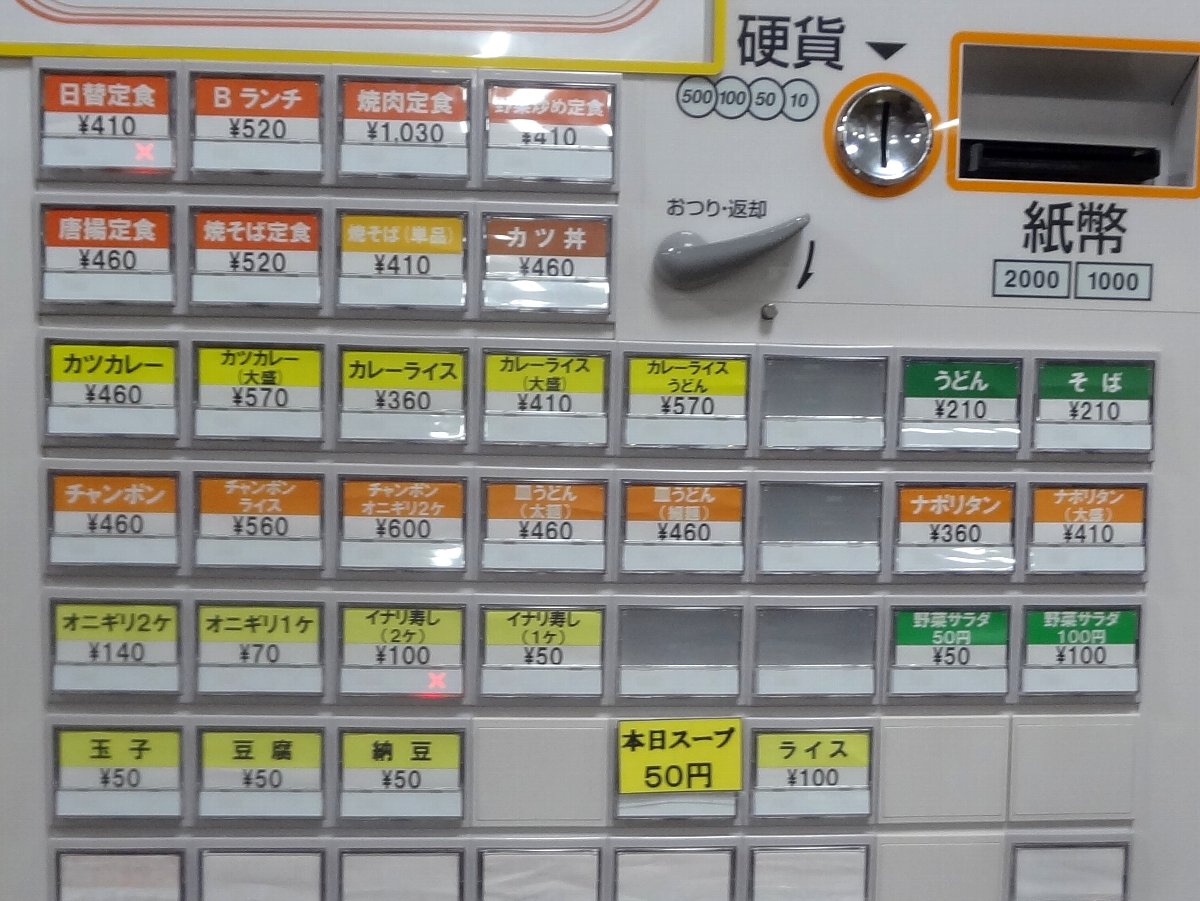 硬貨
500 100 50 10
おつり・返却
紙幣
2000 1000
日替定食
¥410
×
Bランチ
¥520
焼肉定食
¥1,030
野菜炒め定食
¥410
唐揚定食
¥460
焼そば定食
¥520
焼そば(単品)
¥410
カツ丼
¥460
カツカレー
¥460
カツカレー
(大盛)
¥570
カレーライス
¥360
カレーライス
(大盛)
¥410
カレーライス
うどん
¥570
うどん
¥210
そば
¥210
チャンポン
¥460
チャンポン
ライス
¥560
チャンポン
オニギリ2ケ
¥600
皿うどん
(太麺)
¥460
皿うどん
(細麺)
¥460
ナポリタン
¥360
ナポリタン
(大盛)
¥410
オニギリ2ケ
¥140
オニギリ1ケ
¥70
イナリ寿し
(2ケ)
¥100
×
イナリ寿し
(1ケ)
¥50
野菜サラダ
50円
¥50
野菜サラダ
100円
¥100
玉子
¥50
豆腐
¥50
納豆
¥50
本日スープ
50円
ライス
¥100